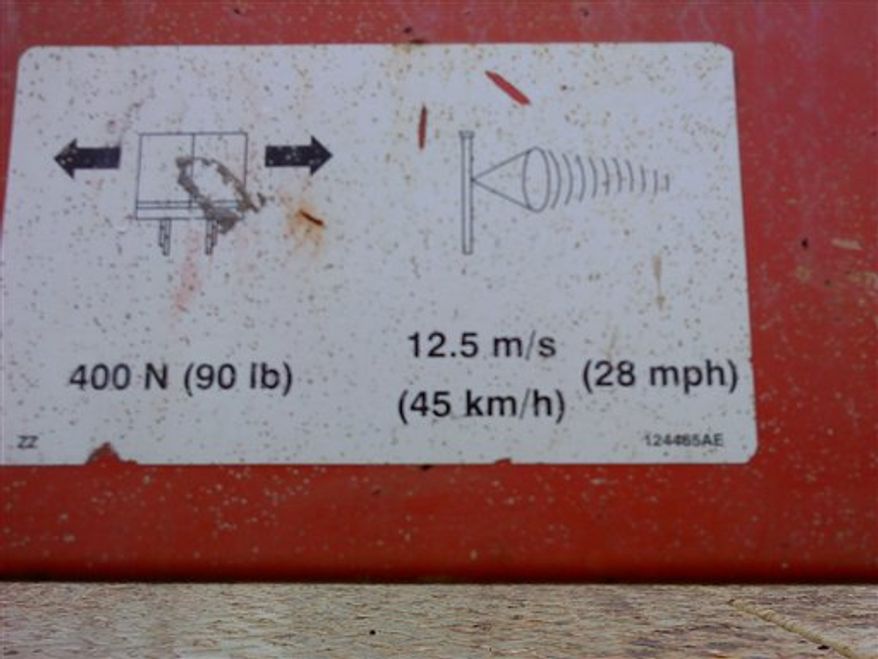 400 N (90 lb)
12.5 m/s
(45 km/h)
(28 mph)
ZZ
124465AE